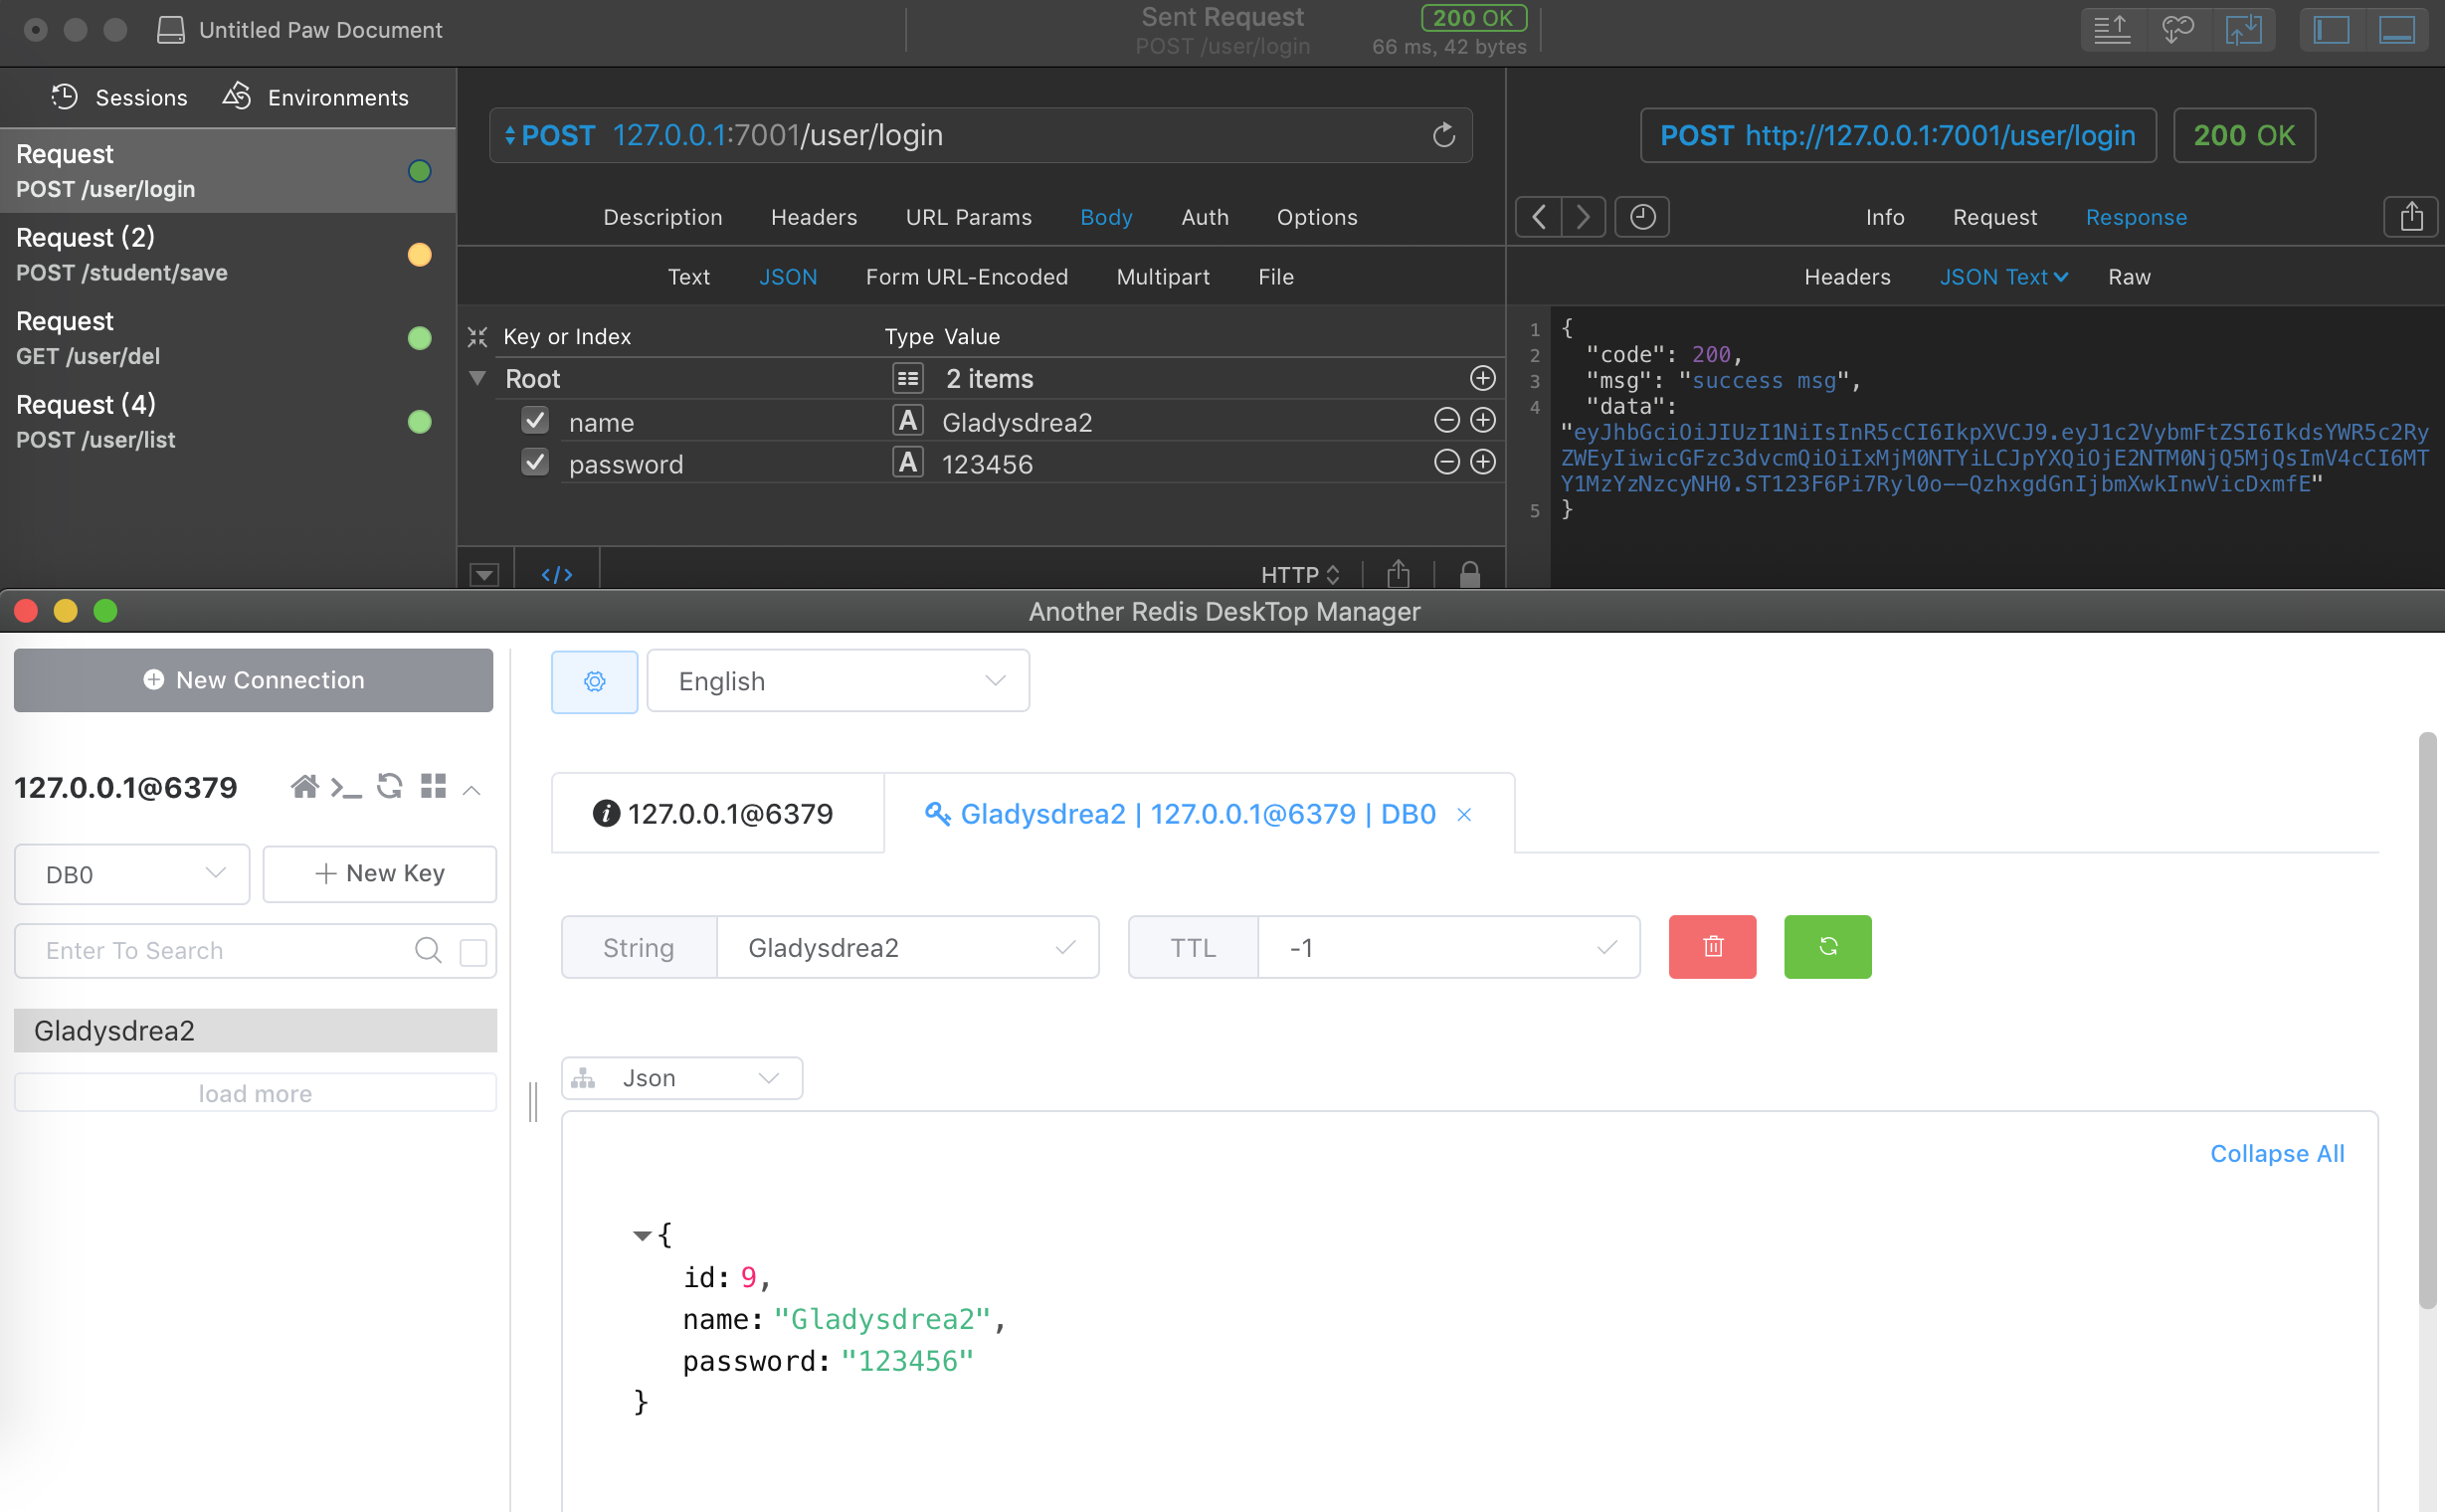 Untitled Paw Document
Sent Request
POST /user/login
200 OK
66 ms, 42 bytes
Sessions
Environments
Request
POST /user/login
Request (2)
POST /student/save
Request
GET /user/del
Request (4)
POST /user/list
POST 127.0.0.1:7001/user/login
Description Headers URL Params Body Auth Options
Text JSON Form URL-Encoded Multipart File
Key or Index Type Value
Root 2 items
name A Gladysdrea2
password A 123456
</>
HTTP
POST http://127.0.0.1:7001/user/login
200 OK
Info Request Response
Headers JSON Text Raw
1 {
2 "code": 200,
3 "msg": "success msg",
4 "data":
"eyJhbGciOiJIUzI1NiIsInR5cCI6IkpXVCJ9.eyJ1c2VybmFtZSI6IkdsYWR5c2Ry
ZWEyIiwicGFzc3dvcmQiOiIxMjM0NTYiLCJpYXQiOjE2NTM0NjQ5MjQsImV4cCI6MT
Y1MzYzNzcyNH0.ST123F6Pi7Ryl0o--QzhxgdGnIjbmXwkInwVicDxmfE"
5 }
Another Redis DeskTop Manager
New Connection
127.0.0.1@6379
DB0
+ New Key
Enter To Search
Gladysdrea2
load more
English
127.0.0.1@6379
Gladysdrea2 | 127.0.0.1@6379 | DB0
String Gladysdrea2
TTL -1
Json
Collapse All
{
id: 9,
name: "Gladysdrea2",
password: "123456"
}